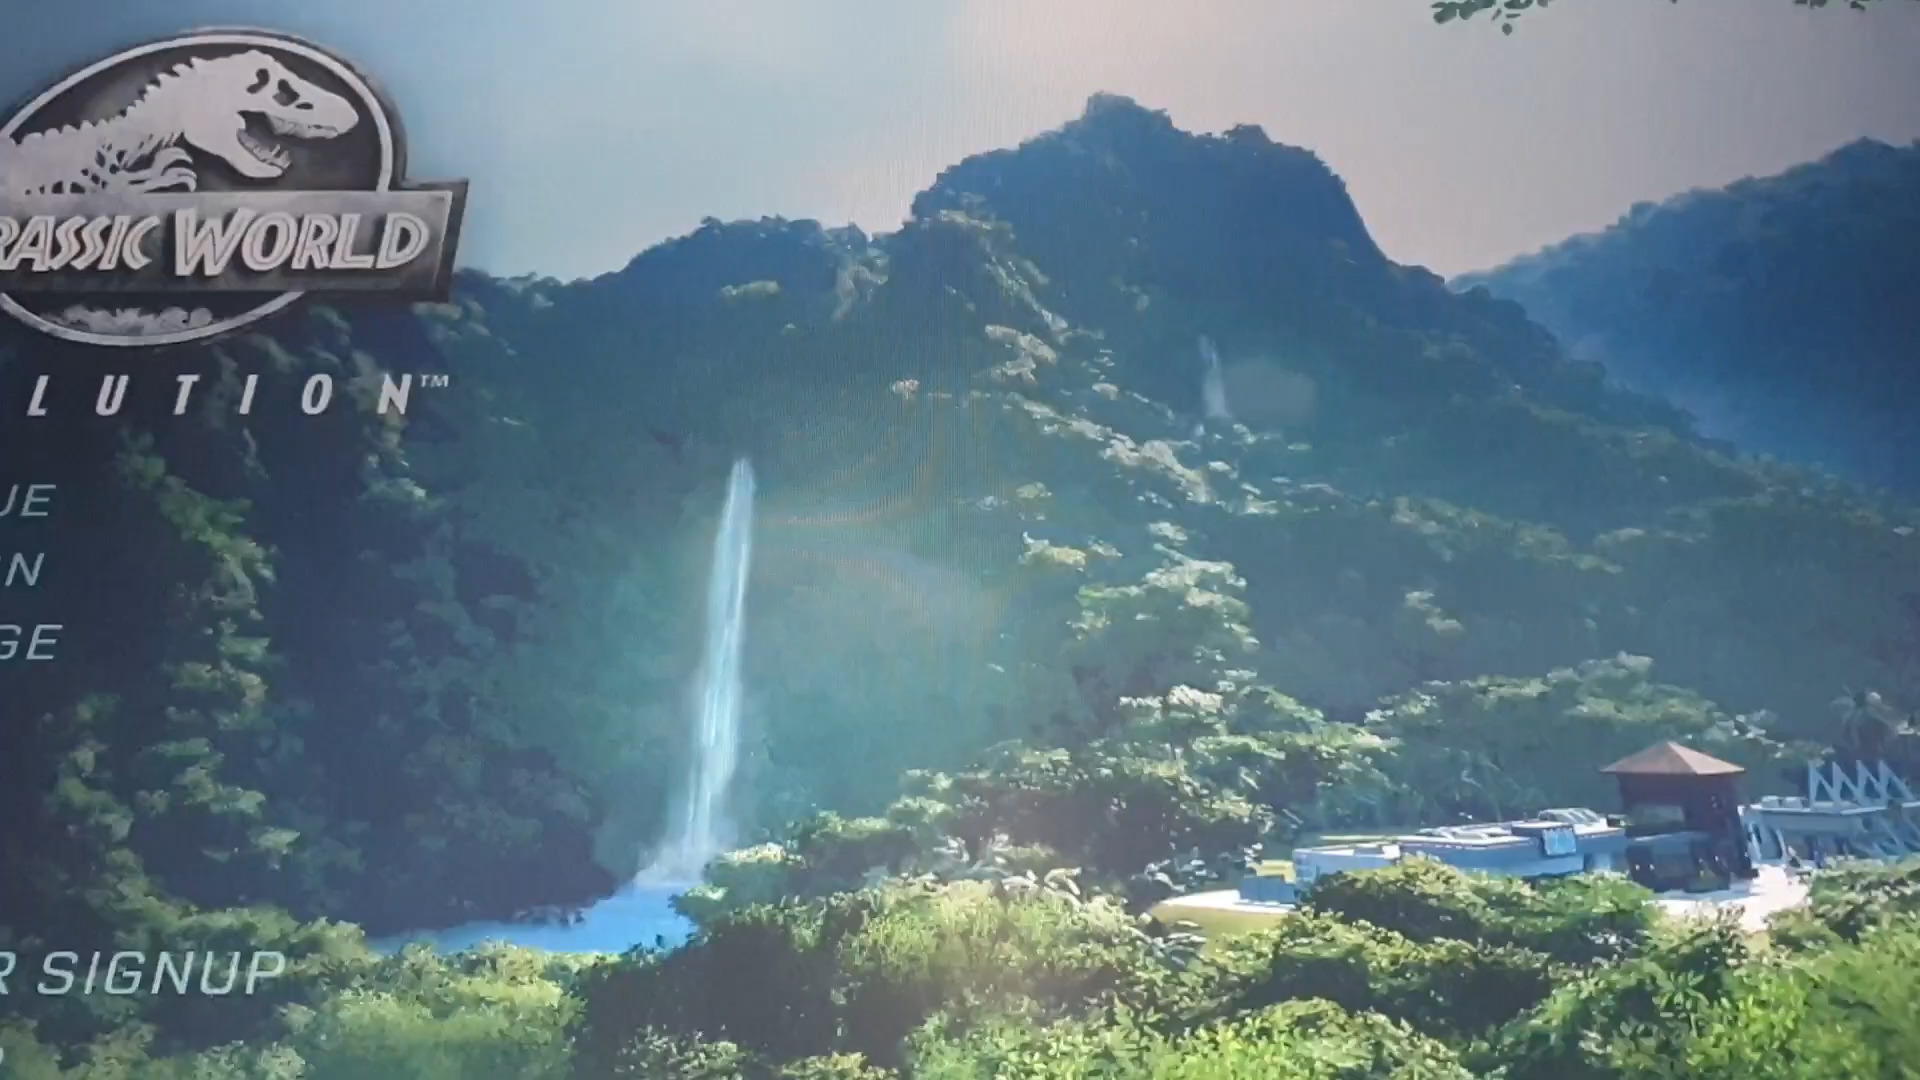 RASSIC WORLD
LUTION™
UE
N
GE
R SIGNUP